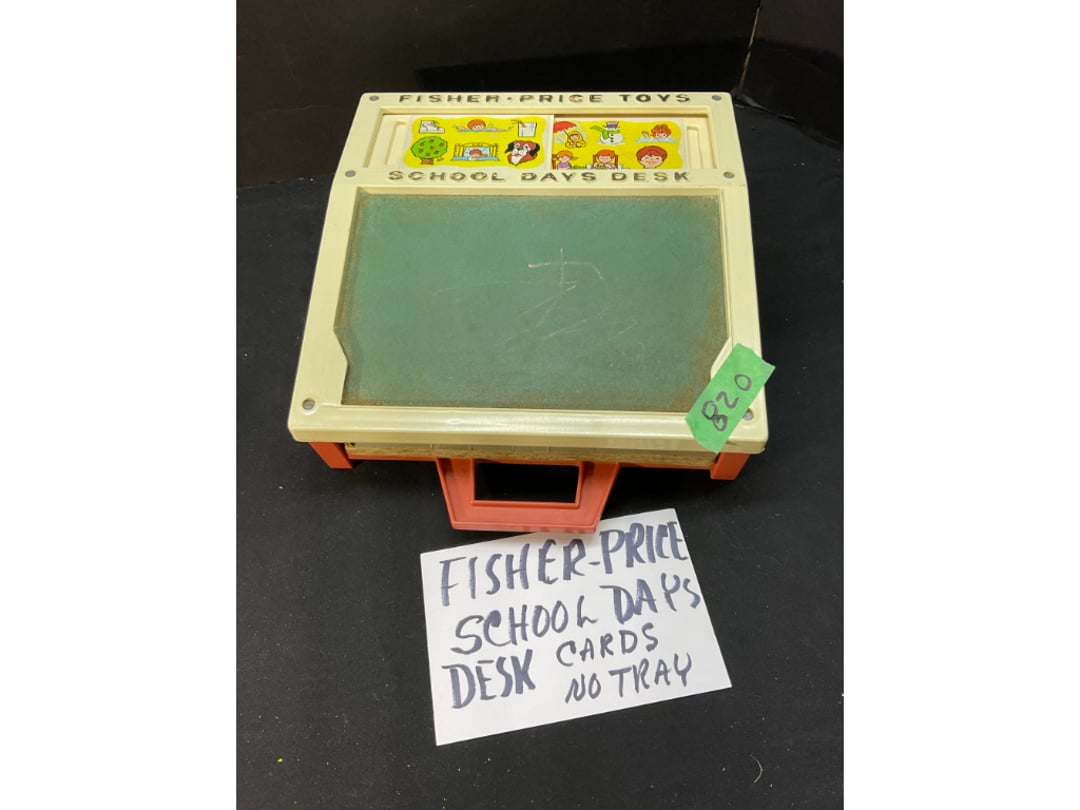 FISHER-PRICE TOYS
SCHOOL DAYS DESK
820
FISHER-PRICE
SCHOOL DAYS
DESK CARDS
NO TRAY